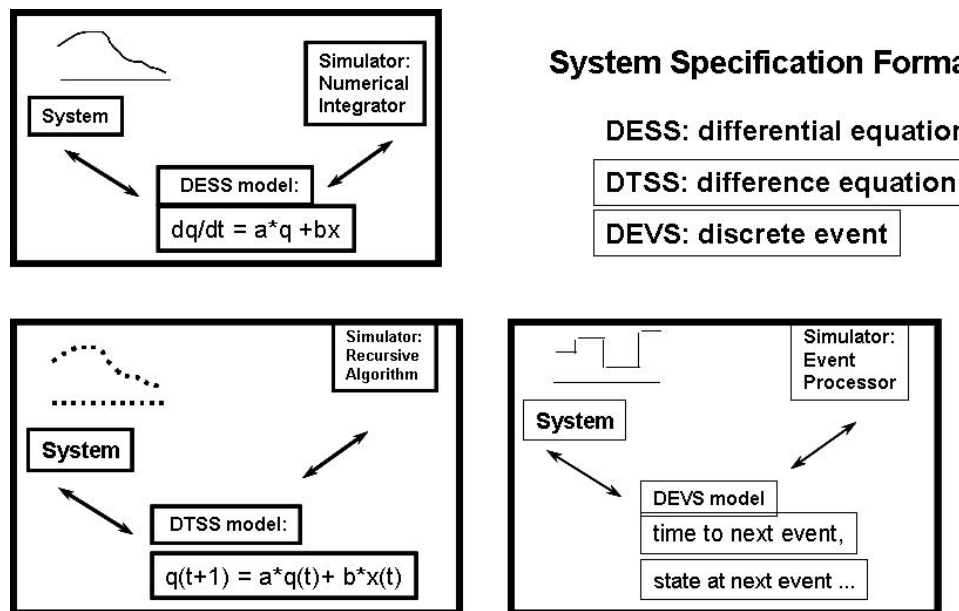 System
Simulator:
Numerical
Integrator
DESS model:
dq/dt = a*q +bx
System Specification
DESS: differential
DTSS: difference equation
DEVS: discrete event
System
Simulator:
Recursive
Algorithm
DTSS model:
q(t+1) = a*q(t)+ b*x(t)
System
Simulator:
Event
Processor
DEVS model
time to next event,
state at next event ...